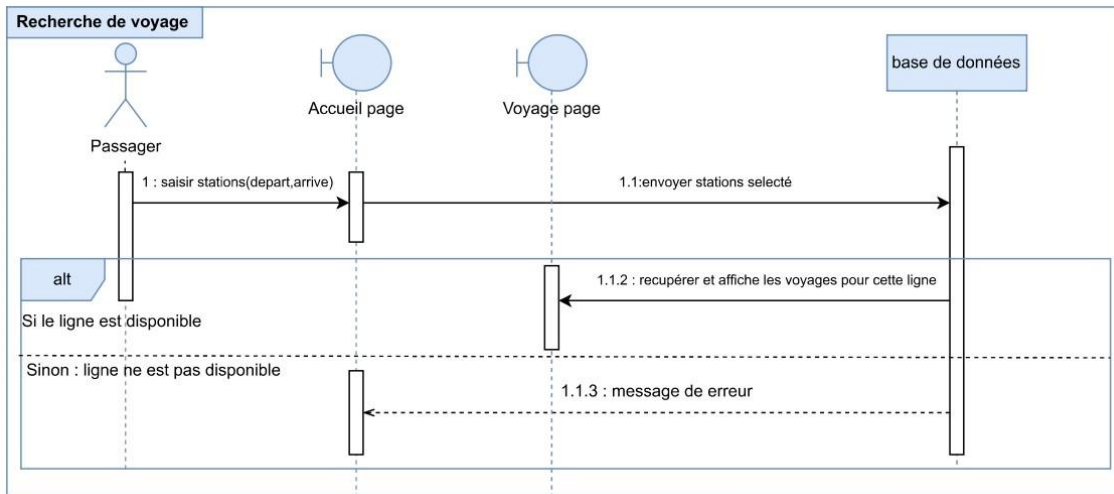 Recherche de voyage
base de données
Accueil page
Voyage page
Passager
1 : saisir stations(depart,arrive)
1.1:envoyer stations selecté
alt
1.1.2 : recupérer et affiche les voyages pour cette ligne
Si le ligne est disponible
Sinon : ligne ne est pas disponible
1.1.3 : message de erreur